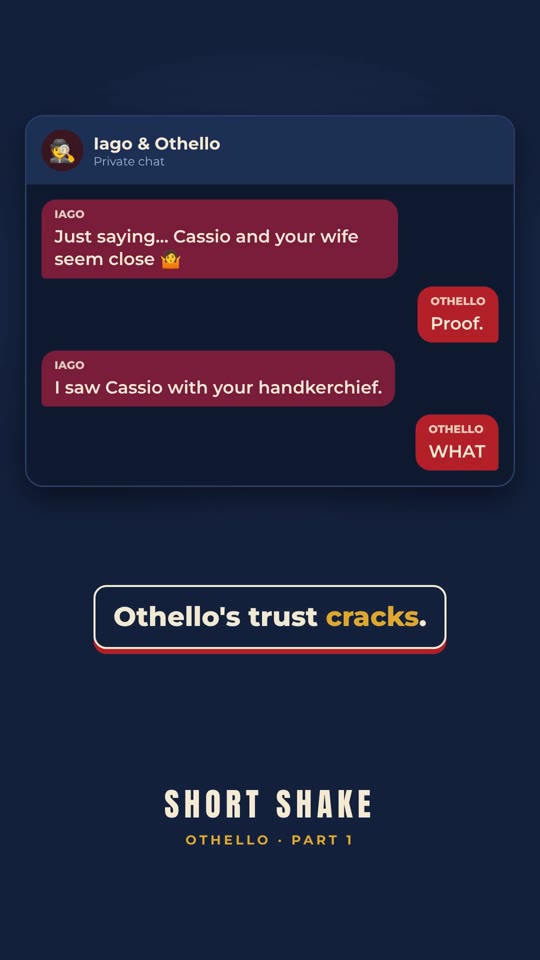 Iago & Othello
Private chat
IAGO
Just saying... Cassio and your wife
seem close 🤷
OTHELLO
Proof.
IAGO
I saw Cassio with your handkerchief.
OTHELLO
WHAT
Othello's trust cracks.
SHORT SHAKE
OTHELLO · PART 1